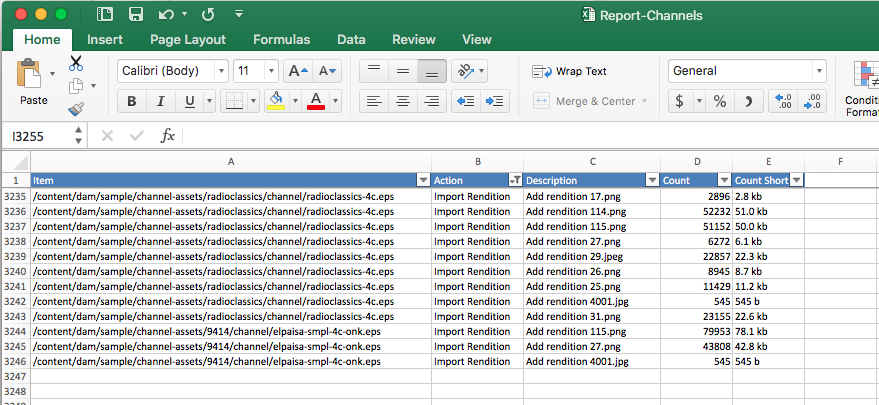 Report-Channels
Home Insert Page Layout Formulas Data Review View
Paste
Calibri (Body) 11 A A
B I U A
Wrap Text
Merge & Center
General
$ % .0 .00 .00 .0
Conditi
Format
I3255 fx
A B C D E F
1 Item Action Description Count Count Short
3235 /content/dam/sample/channel-assets/radioclassics/channel/radioclassics-4c.eps Import Rendition Add rendition 17.png 2896 2.8 kb
3236 /content/dam/sample/channel-assets/radioclassics/channel/radioclassics-4c.eps Import Rendition Add rendition 114.png 52232 51.0 kb
3237 /content/dam/sample/channel-assets/radioclassics/channel/radioclassics-4c.eps Import Rendition Add rendition 115.png 51152 50.0 kb
3238 /content/dam/sample/channel-assets/radioclassics/channel/radioclassics-4c.eps Import Rendition Add rendition 27.png 6272 6.1 kb
3239 /content/dam/sample/channel-assets/radioclassics/channel/radioclassics-4c.eps Import Rendition Add rendition 29.jpeg 22857 22.3 kb
3240 /content/dam/sample/channel-assets/radioclassics/channel/radioclassics-4c.eps Import Rendition Add rendition 26.png 8945 8.7 kb
3241 /content/dam/sample/channel-assets/radioclassics/channel/radioclassics-4c.eps Import Rendition Add rendition 25.png 11429 11.2 kb
3242 /content/dam/sample/channel-assets/radioclassics/channel/radioclassics-4c.eps Import Rendition Add rendition 4001.jpg 545 545 b
3243 /content/dam/sample/channel-assets/radioclassics/channel/radioclassics-4c.eps Import Rendition Add rendition 31.png 23155 22.6 kb
3244 /content/dam/sample/channel-assets/9414/channel/elpaisa-smpl-4c-onk.eps Import Rendition Add rendition 115.png 79953 78.1 kb
3245 /content/dam/sample/channel-assets/9414/channel/elpaisa-smpl-4c-onk.eps Import Rendition Add rendition 27.png 43808 42.8 kb
3246 /content/dam/sample/channel-assets/9414/channel/elpaisa-smpl-4c-onk.eps Import Rendition Add rendition 4001.jpg 545 545 b
3247
3248